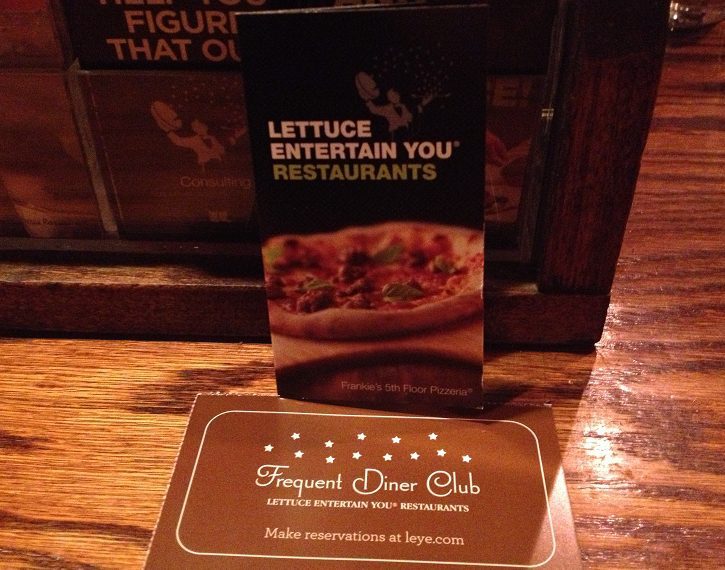 FIGUR
THAT OU
LETTUCE
ENTERTAIN YOU®
RESTAURANTS
Consulting
Frankie's 5th Floor Pizzeria®
Frequent Diner Club
LETTUCE ENTERTAIN YOU® RESTAURANTS
Make reservations at leye.com